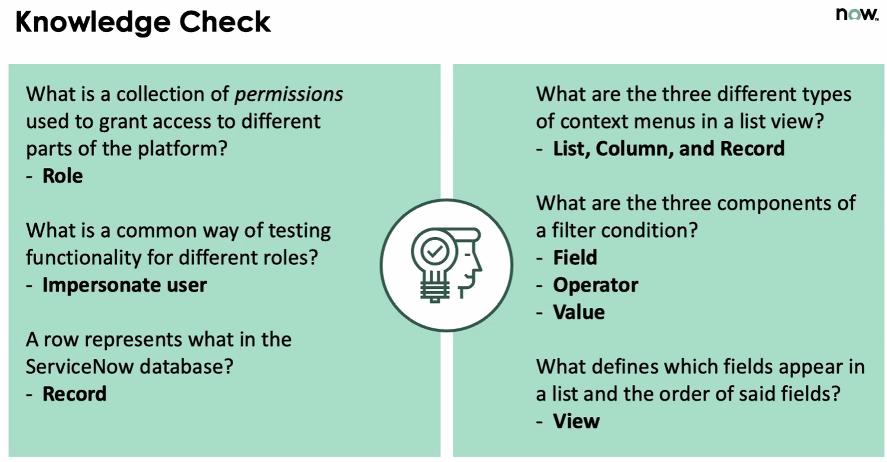 Knowledge Check
now
What is a collection of permissions
used to grant access to different
parts of the platform?
- Role
What is a common way of testing
functionality for different roles?
- Impersonate user
A row represents what in the
ServiceNow database?
- Record
What are the three different types
of context menus in a list view?
- List, Column, and Record
What are the three components of
a filter condition?
- Field
- Operator
- Value
What defines which fields appear in
a list and the order of said fields?
- View